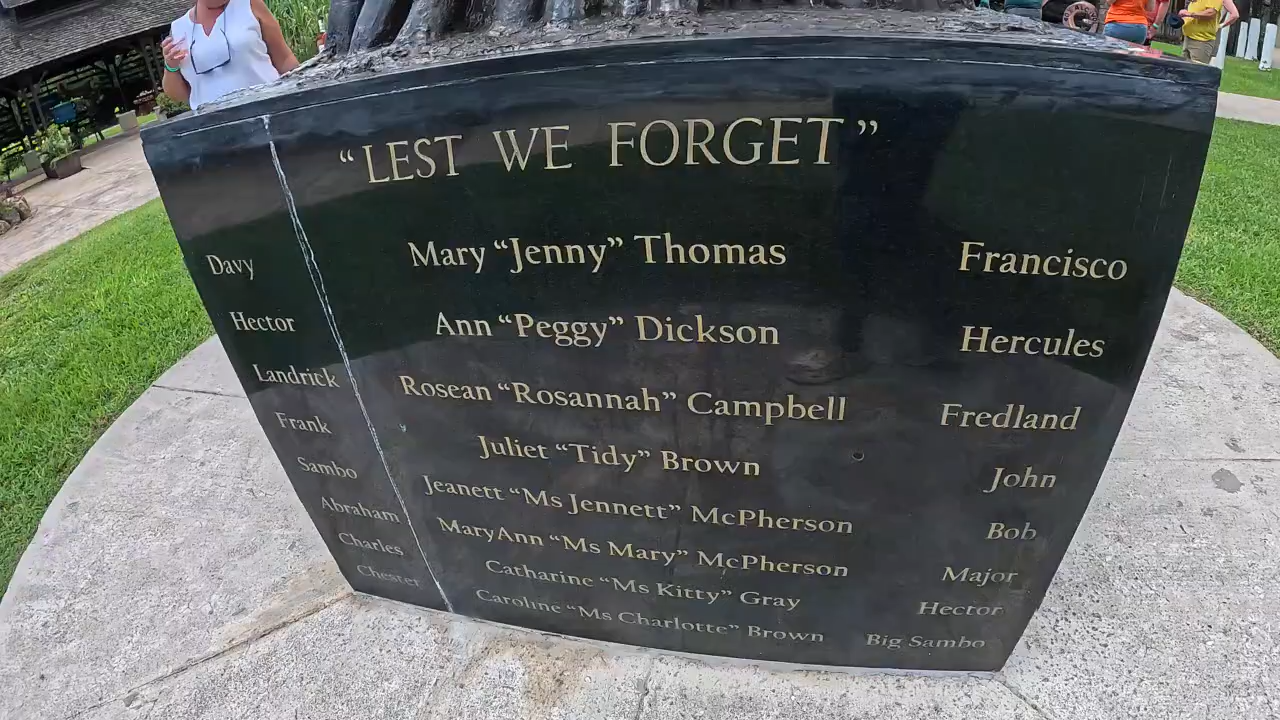 “LEST WE FORGET”
Davy Mary “Jenny” Thomas Francisco
Hector Ann “Peggy” Dickson Hercules
Landrick Rosean “Rosannah” Campbell Fredland
Frank Juliet “Tidy” Brown John
Sambo Jeanett “Ms Jennett” McPherson Bob
Abraham MaryAnn “Ms Mary” McPherson Major
Charles Catharine “Ms Kitty” Gray Hector
Chester Caroline “Ms Charlotte” Brown Big Sambo